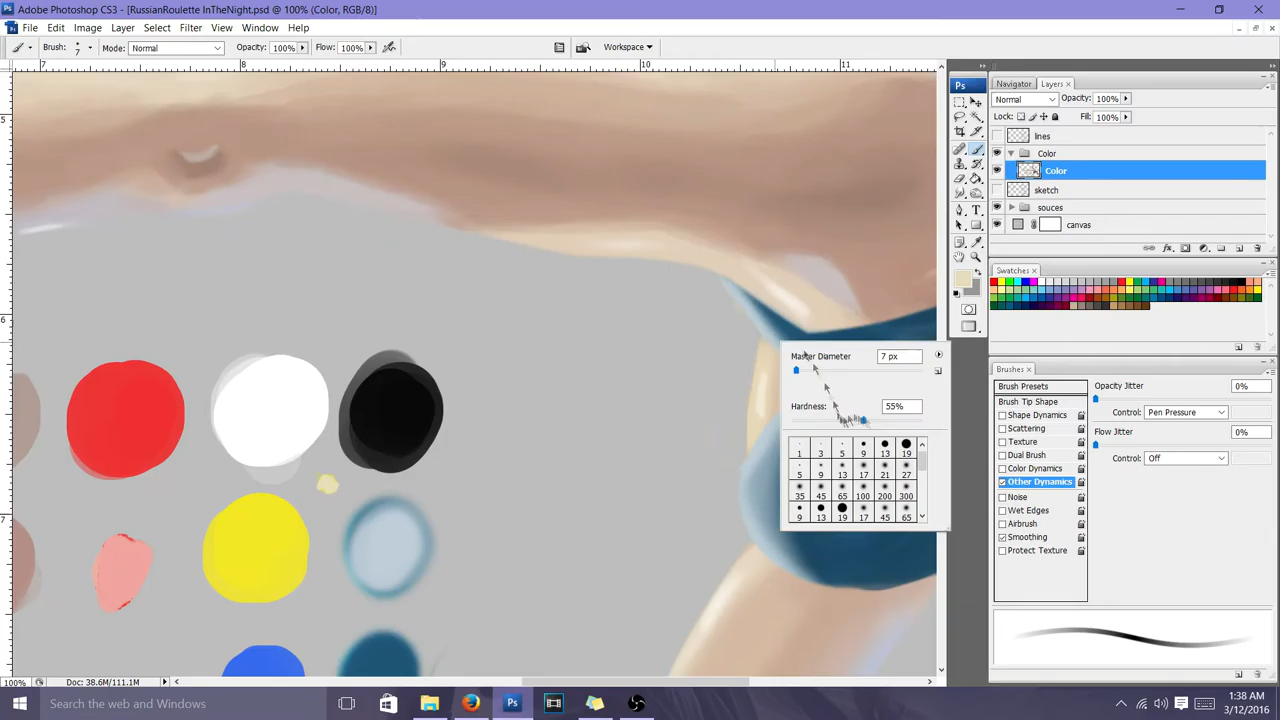 Adobe Photoshop CS3 - [RussianRoulette InTheNight.psd @ 100% (Color, RGB/8)]
File Edit Image Layer Select Filter View Window Help
Brush: 7 Mode: Normal Opacity: 100% Flow: 100% Workspace
7 8 9 10 11
5
6
7
Ps
Navigator Layers
Normal Opacity: 100%
Lock: Fill: 100%
lines
Color
Color
sketch
souces
canvas
Swatches
Master Diameter 7 px
Hardness: 55%
1 3 5 9 13 19
5 9 13 17 21 27
35 45 65 100 200 300
9 13 19 17 45 65
Brushes
Brush Presets
Brush Tip Shape
Shape Dynamics
Scattering
Texture
Dual Brush
Color Dynamics
Other Dynamics
Noise
Wet Edges
Airbrush
Smoothing
Protect Texture
Opacity Jitter 0%
Control: Pen Pressure
Flow Jitter 0%
Control: Off
100% Doc: 38.6M/111.1M
Search the web and Windows
Ps
1:38 AM
3/12/2016